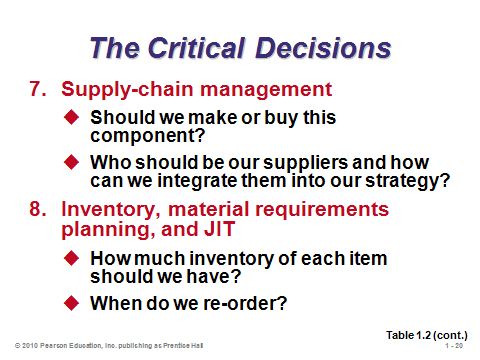 The Critical Decisions
7. Supply-chain management
◆ Should we make or buy this
component?
◆ Who should be our suppliers and how
can we integrate them into our strategy?
8. Inventory, material requirements
planning, and JIT
◆ How much inventory of each item
should we have?
◆ When do we re-order?
Table 1.2 (cont.)
© 2010 Pearson Education, Inc. publishing as Prentice Hall
1 - 20